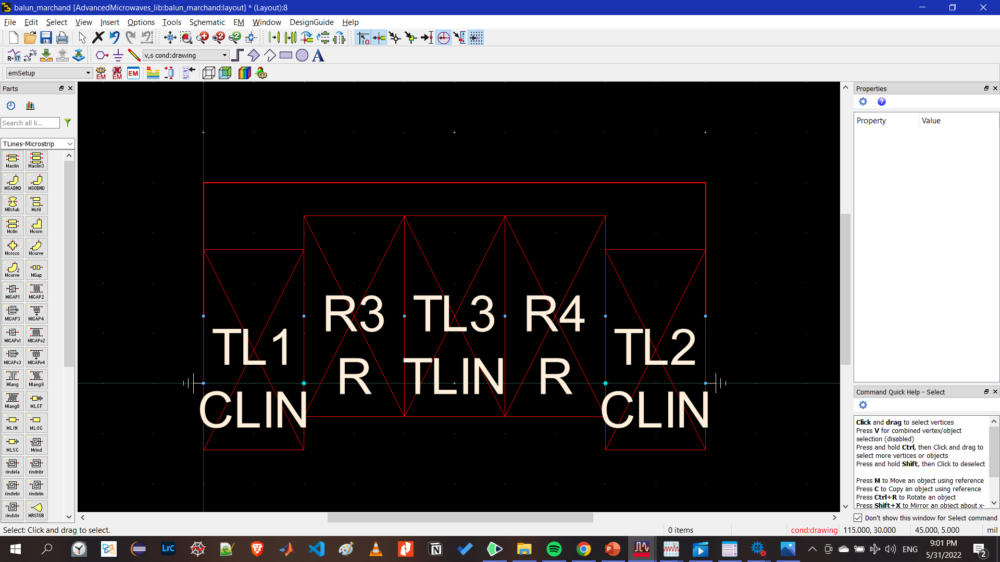 balun_marchand [AdvancedMicrowaves_lib:balun_marchand:layout] * (Layout):8
File Edit Select View Insert Options Tools Schematic EM Window DesignGuide Help
v,s cond:drawing
emSetup
EM EM EM
Parts
Search all li...
TLines-Microstrip
Maclin Maclin3
MSABND MSOBND
MBstub Mcfil
Mclin Mcorn
Mcroso Mcurve
Mcurve MGap
MICAP1 MICAP2
MICAP3 MICAP4
MICAPo1 MICAPo2
MICAPo3 MICAPo4
Mlang Mlang6
Mlang8 MLEF
MLIN MLOC
MLSC Mrind
rindela rindnbr
rindwbr rindelm
rindsbr MRSTUB
R3 TL3 R4
TL1 TL2
R TLIN R
CLIN CLIN
Properties
Property Value
Command Quick Help - Select
Click and drag to select vertices
Press V for combined vertex/object
selection (disabled)
Press and hold Ctrl, then Click and drag to
select more vertices or objects
Press and hold Shift, then Click to deselect
Press M to Move an object using reference
Press C to Copy an object using reference
Press Ctrl+R to Rotate an object
Press Shift+X to Mirror an object about x-
Don't show this window for Select command
Select: Click and drag to select.
0 items
cond:drawing
115.000, 30.000
45.000, 5.000
mil
Lrc
ENG
9:01 PM
5/31/2022
2